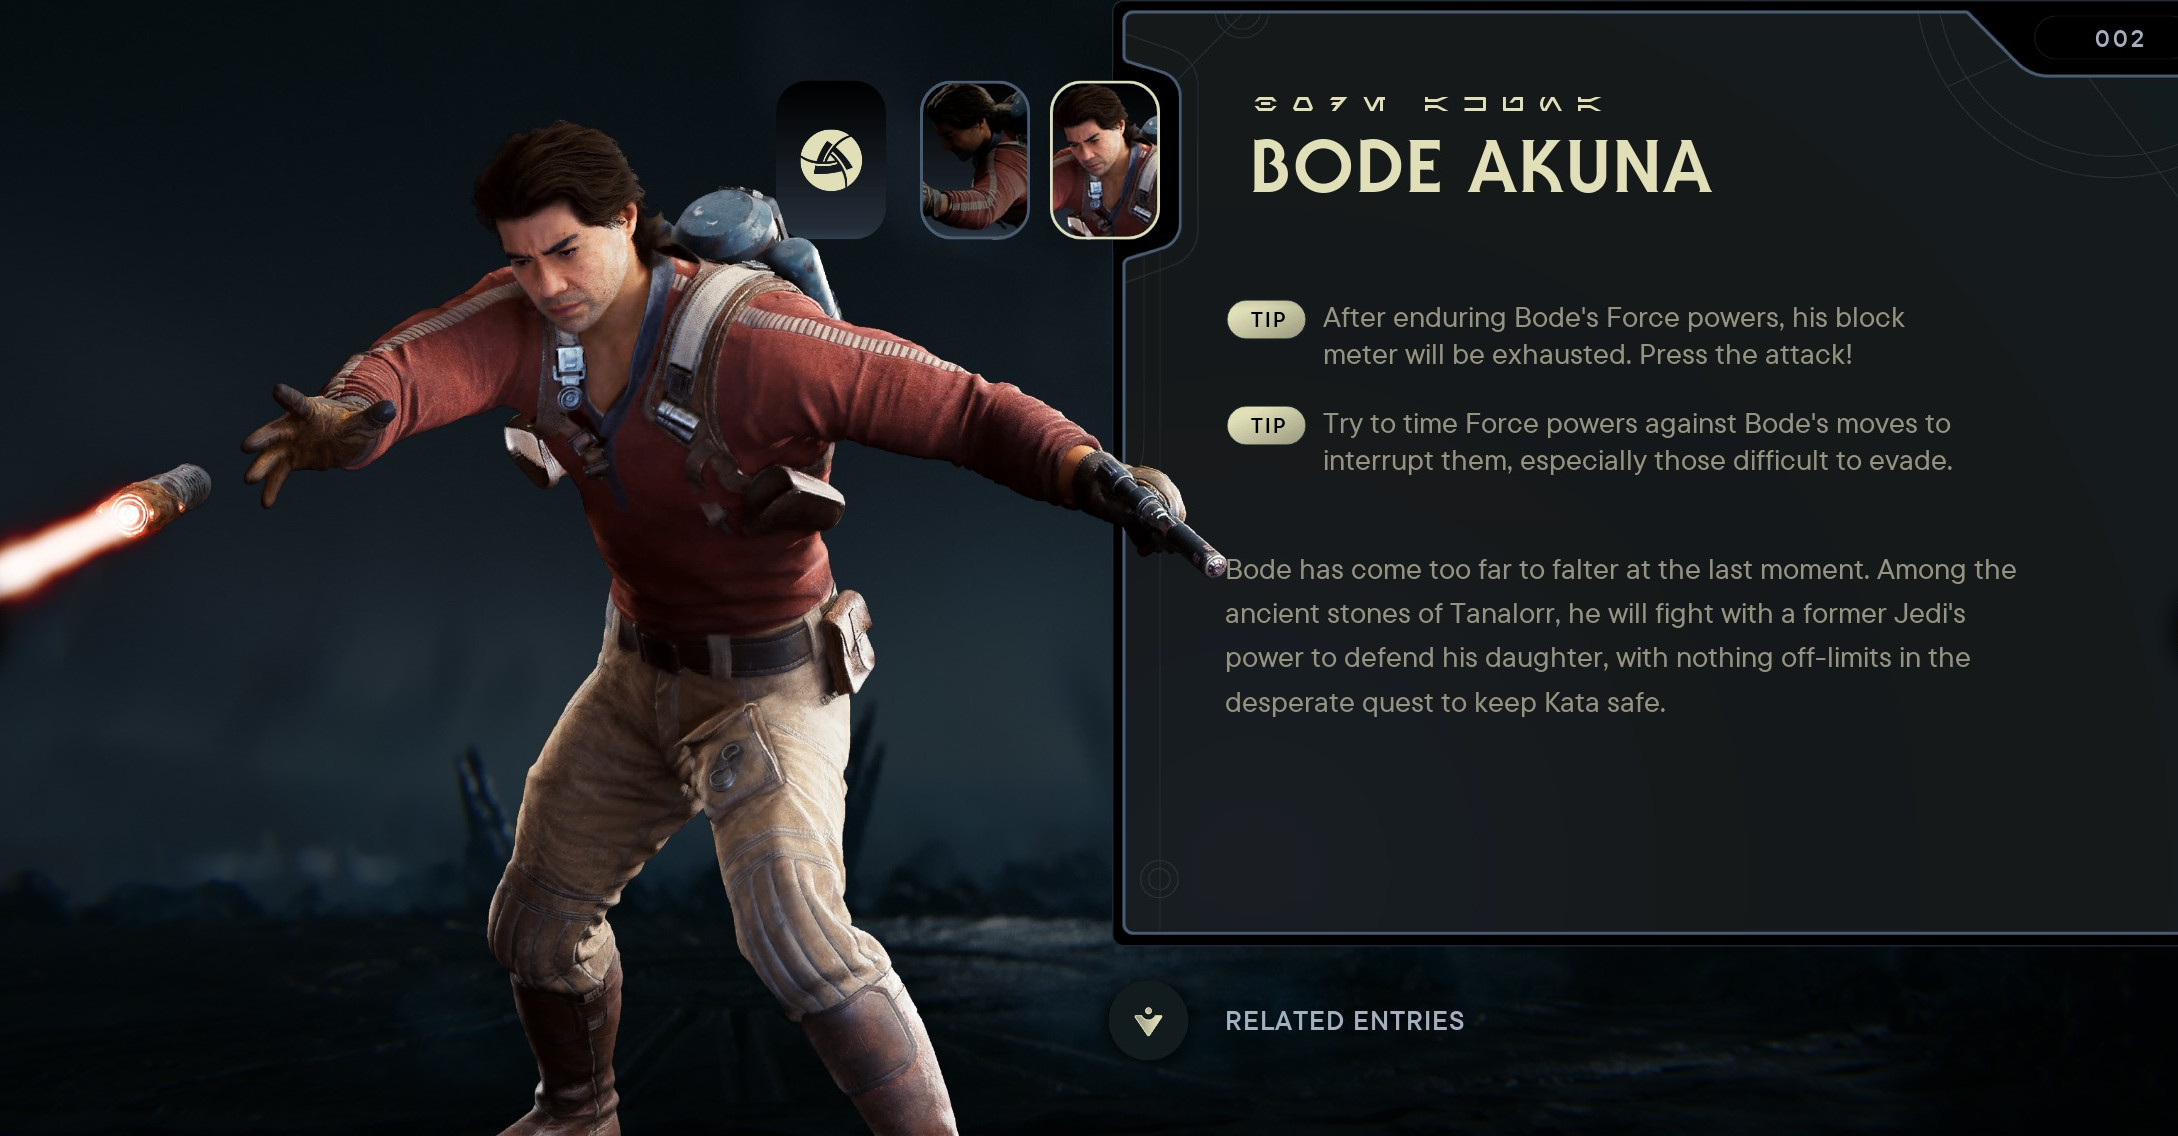 002
BODE AKUNA
TIP After enduring Bode's Force powers, his block
meter will be exhausted. Press the attack!
TIP Try to time Force powers against Bode's moves to
interrupt them, especially those difficult to evade.
Bode has come too far to falter at the last moment. Among the
ancient stones of Tanalorr, he will fight with a former Jedi's
power to defend his daughter, with nothing off-limits in the
desperate quest to keep Kata safe.
RELATED ENTRIES